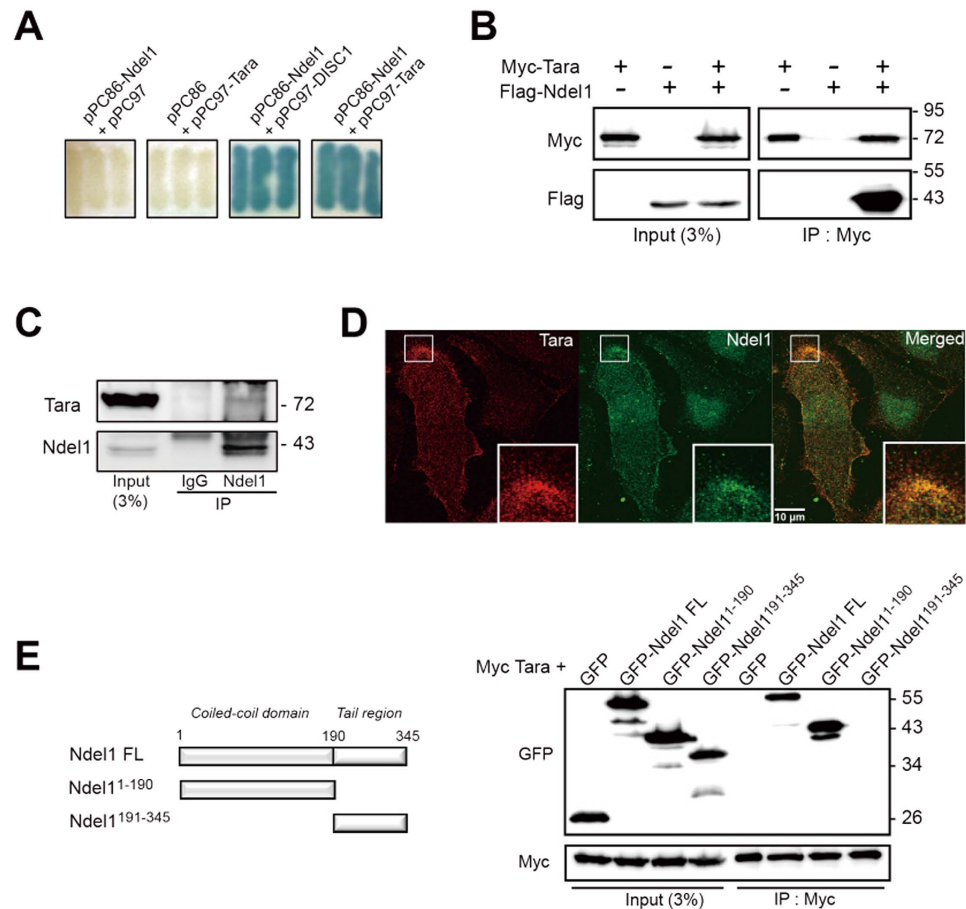 A
pPC86-Ndel1
+ pPC97
pPC86
+ pPC97-Tara
pPC86-Ndel1
+ pPC97-DISC1
pPC86-Ndel1
+ pPC97-Tara
B
Myc-Tara + - + + - +
Flag-Ndel1 - + + - + +
Myc
Flag
- 95
- 72
- 55
- 43
Input (3%)
IP : Myc
C
Tara
Ndel1
- 72
- 43
Input
(3%)
IgG
Ndel1
IP
D
Tara
Ndel1
Merged
10 µm
E
Coiled-coil domain Tail region
1 190 345
Ndel1 FL
Ndel1¹⁻¹⁹⁰
Ndel1¹⁹¹⁻³⁴⁵
Myc Tara +
GFP
GFP-Ndel1 FL
GFP-Ndel1¹⁻¹⁹⁰
GFP-Ndel1¹⁹¹⁻³⁴⁵
GFP
GFP-Ndel1 FL
GFP-Ndel1¹⁻¹⁹⁰
GFP-Ndel1¹⁹¹⁻³⁴⁵
GFP
- 55
- 43
- 34
- 26
Myc
Input (3%)
IP : Myc